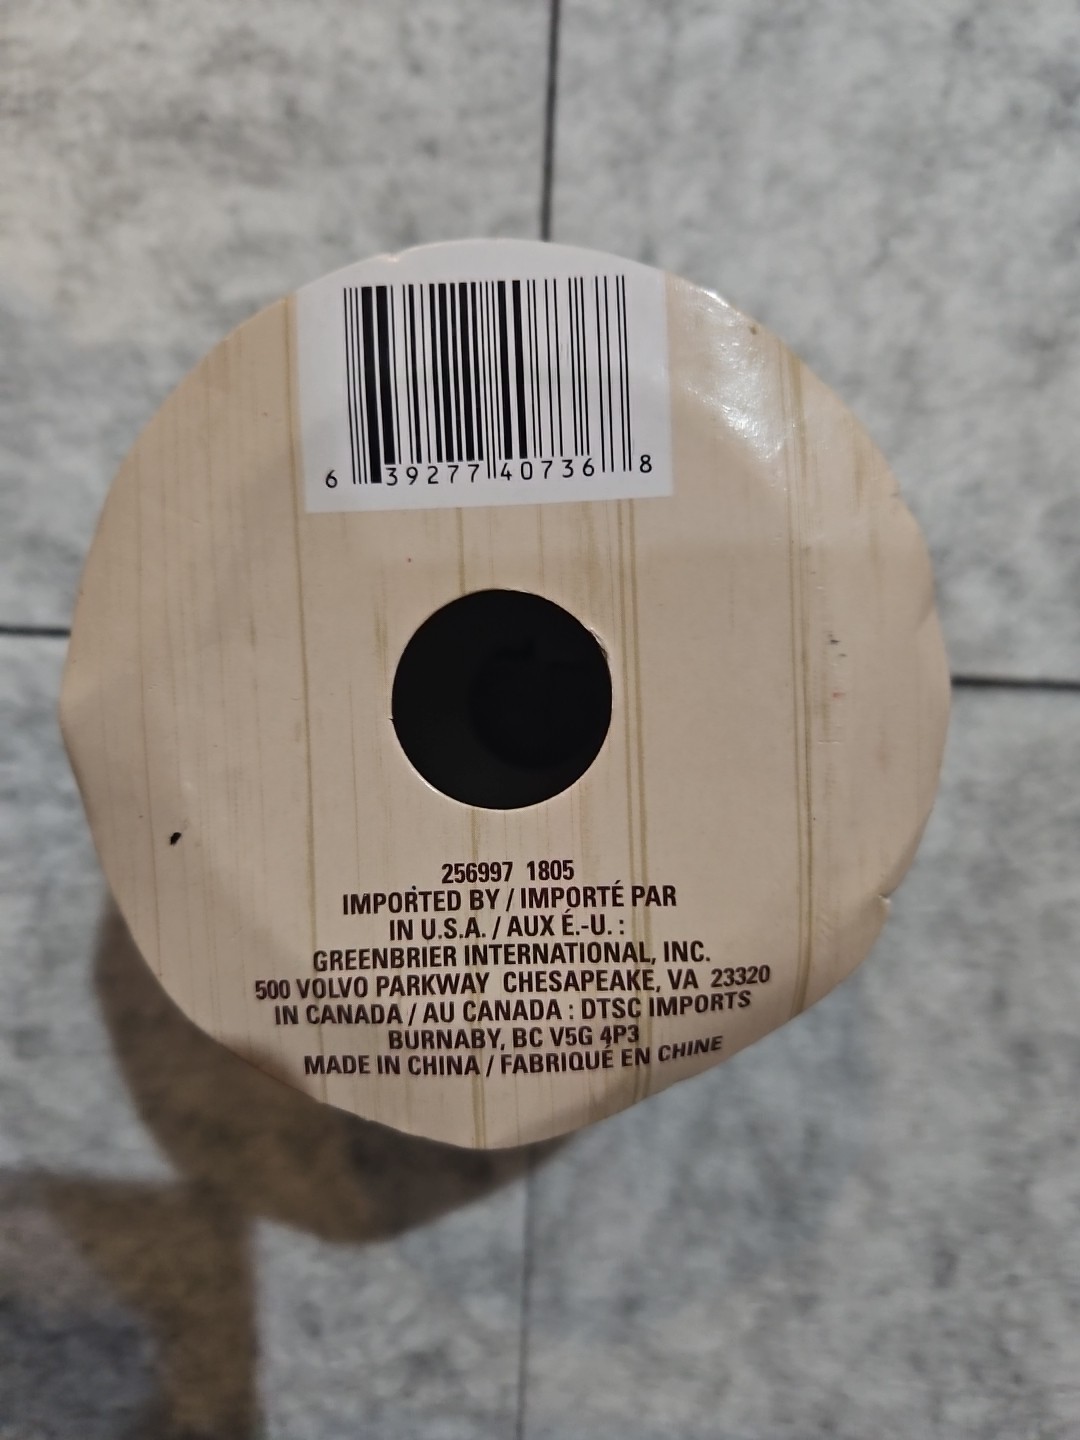 6 39277 40736 8
256997 1805
IMPORTED BY / IMPORTÉ PAR
IN U.S.A. / AUX É.-U. :
GREENBRIER INTERNATIONAL, INC.
500 VOLVO PARKWAY CHESAPEAKE, VA 23320
IN CANADA / AU CANADA : DTSC IMPORTS
BURNABY, BC V5G 4P3
MADE IN CHINA / FABRIQUÉ EN CHINE